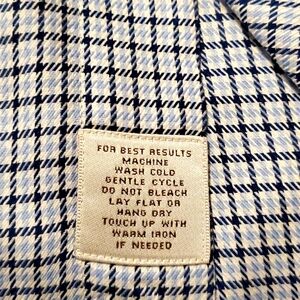 FOR BEST RESULTS
MACHINE
WASH COLD
GENTLE CYCLE
DO NOT BLEACH
LAY FLAT OR
HANG DRY
TOUCH UP WITH
WARM IRON
IF NEEDED